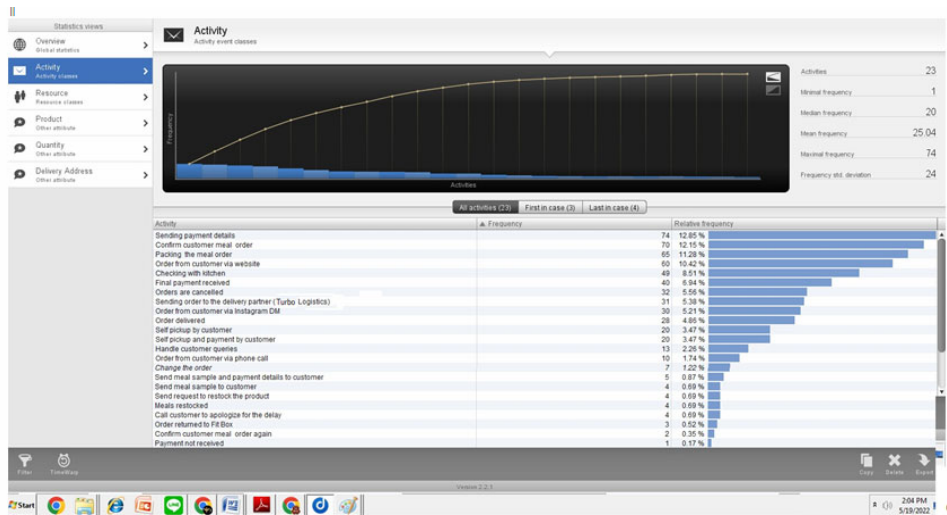 Statistics views
Overview
Global statistics
Activity
Activity classes
Resource
Resource classes
Product
Other attribute
Quantity
Other attribute
Delivery Address
Other attribute
Activity
Activity event classes
Frequency
Activities
Activities 23
Minimal frequency 1
Median frequency 20
Mean frequency 25.04
Maximal frequency 74
Frequency std. deviation 24
All activities (23) First in case (3) Last in case (4)
Activity ▲ Frequency Relative frequency
Sending payment details 74 12.85 %
Confirm customer meal order 70 12.15 %
Packing the meal order 65 11.28 %
Order from customer via website 60 10.42 %
Checking with kitchen 49 8.51 %
Final payment received 40 6.94 %
Orders are cancelled 32 5.56 %
Sending order to the delivery partner (Turbo Logistics) 31 5.38 %
Order from customer via Instagram DM 30 5.21 %
Order delivered 28 4.86 %
Self pickup by customer 20 3.47 %
Self pickup and payment by customer 20 3.47 %
Handle customer queries 13 2.26 %
Order from customer via phone call 10 1.74 %
Change the order 7 1.22 %
Send meal sample and payment details to customer 5 0.87 %
Send meal sample to customer 4 0.69 %
Send request to restock the product 4 0.69 %
Meals restocked 4 0.69 %
Call customer to apologize for the delay 4 0.69 %
Order returned to Fit Box 3 0.52 %
Confirm customer meal order again 2 0.35 %
Payment not received 1 0.17 %
Filter TimeWarp Copy Delete Export
Version 2.2.1
Start
2:04 PM
5/19/2022